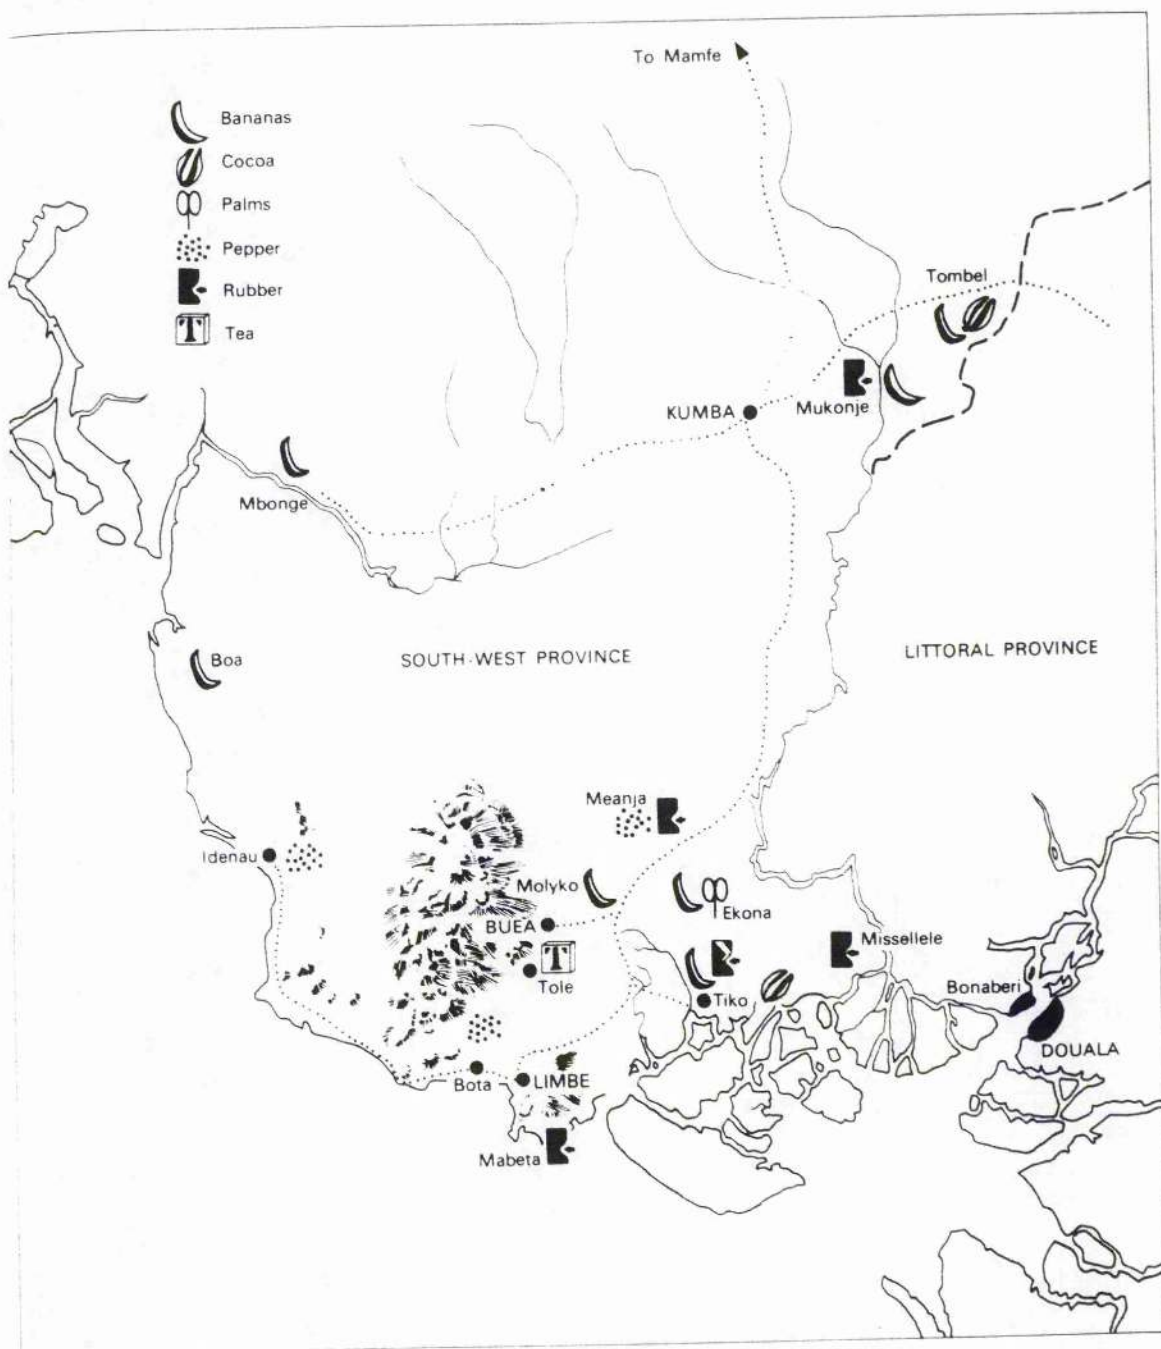 To Mamfe
Bananas
Cocoa
Palms
Pepper
Rubber
T Tea
Tombel
KUMBA
Mukonje
Mbonge
Boa
SOUTH-WEST PROVINCE
LITTORAL PROVINCE
Meanja
Idenau
Molyko
Ekona
BUEA
Missellele
T
Tole
Tiko
Bonaberi
DOUALA
Bota
LIMBE
Mabeta